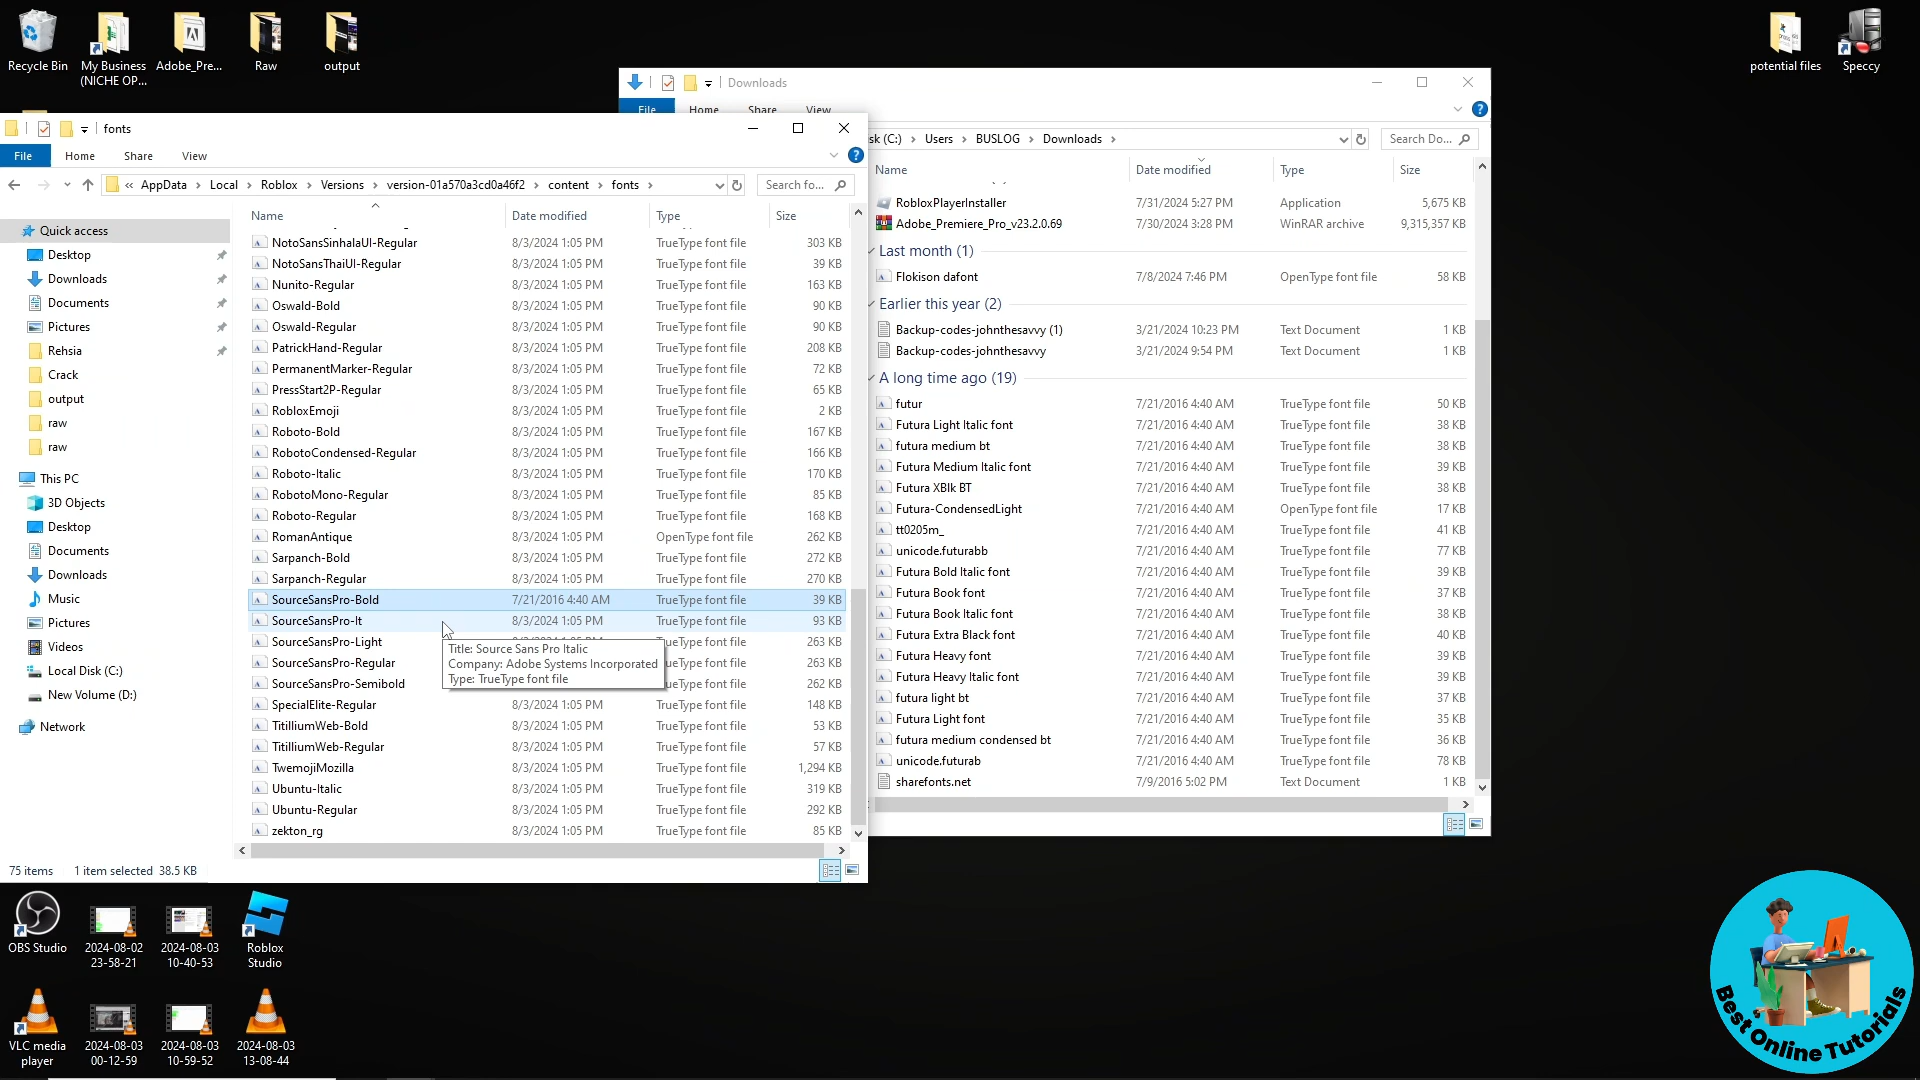 Recycle Bin
My Business
(NICHE OP...
Adobe_Pre...
Raw
output
potential files
Speccy
Downloads
File
Home
Share
View
sk (C:) › Users › BUSLOG › Downloads ›
Search Do...
Name
Date modified
Type
Size
RobloxPlayerInstaller 7/31/2024 5:27 PM Application 5,675 KB
Adobe_Premiere_Pro_v23.2.0.69 7/30/2024 3:28 PM WinRAR archive 9,315,357 KB
Last month (1)
Flokison dafont 7/8/2024 7:46 PM OpenType font file 58 KB
Earlier this year (2)
Backup-codes-johnthesavvy (1) 3/21/2024 10:23 PM Text Document 1 KB
Backup-codes-johnthesavvy 3/21/2024 9:54 PM Text Document 1 KB
A long time ago (19)
futur 7/21/2016 4:40 AM TrueType font file 50 KB
Futura Light Italic font 7/21/2016 4:40 AM TrueType font file 38 KB
futura medium bt 7/21/2016 4:40 AM TrueType font file 38 KB
Futura Medium Italic font 7/21/2016 4:40 AM TrueType font file 39 KB
Futura XBlk BT 7/21/2016 4:40 AM TrueType font file 38 KB
Futura-CondensedLight 7/21/2016 4:40 AM OpenType font file 17 KB
tt0205m_ 7/21/2016 4:40 AM TrueType font file 41 KB
unicode.futurabb 7/21/2016 4:40 AM TrueType font file 77 KB
Futura Bold Italic font 7/21/2016 4:40 AM TrueType font file 39 KB
Futura Book font 7/21/2016 4:40 AM TrueType font file 37 KB
Futura Book Italic font 7/21/2016 4:40 AM TrueType font file 38 KB
Futura Extra Black font 7/21/2016 4:40 AM TrueType font file 40 KB
Futura Heavy font 7/21/2016 4:40 AM TrueType font file 39 KB
Futura Heavy Italic font 7/21/2016 4:40 AM TrueType font file 39 KB
futura light bt 7/21/2016 4:40 AM TrueType font file 37 KB
Futura Light font 7/21/2016 4:40 AM TrueType font file 35 KB
futura medium condensed bt 7/21/2016 4:40 AM TrueType font file 36 KB
unicode.futurab 7/21/2016 4:40 AM TrueType font file 78 KB
sharefonts.net 7/9/2016 5:02 PM Text Document 1 KB
fonts
File
Home
Share
View
« AppData › Local › Roblox › Versions › version-01a570a3cd0a46f2 › content › fonts ›
Search fo...
Quick access
Desktop
Downloads
Documents
Pictures
Rehsia
Crack
output
raw
raw
This PC
3D Objects
Desktop
Documents
Downloads
Music
Pictures
Videos
Local Disk (C:)
New Volume (D:)
Network
Name
Date modified
Type
Size
NotoSansSinhalaUI-Regular 8/3/2024 1:05 PM TrueType font file 303 KB
NotoSansThaiUI-Regular 8/3/2024 1:05 PM TrueType font file 39 KB
Nunito-Regular 8/3/2024 1:05 PM TrueType font file 163 KB
Oswald-Bold 8/3/2024 1:05 PM TrueType font file 90 KB
Oswald-Regular 8/3/2024 1:05 PM TrueType font file 90 KB
PatrickHand-Regular 8/3/2024 1:05 PM TrueType font file 208 KB
PermanentMarker-Regular 8/3/2024 1:05 PM TrueType font file 72 KB
PressStart2P-Regular 8/3/2024 1:05 PM TrueType font file 65 KB
RobloxEmoji 8/3/2024 1:05 PM TrueType font file 2 KB
Roboto-Bold 8/3/2024 1:05 PM TrueType font file 167 KB
RobotoCondensed-Regular 8/3/2024 1:05 PM TrueType font file 166 KB
Roboto-Italic 8/3/2024 1:05 PM TrueType font file 170 KB
RobotoMono-Regular 8/3/2024 1:05 PM TrueType font file 85 KB
Roboto-Regular 8/3/2024 1:05 PM TrueType font file 168 KB
RomanAntique 8/3/2024 1:05 PM OpenType font file 262 KB
Sarpanch-Bold 8/3/2024 1:05 PM TrueType font file 272 KB
Sarpanch-Regular 8/3/2024 1:05 PM TrueType font file 270 KB
SourceSansPro-Bold 7/21/2016 4:40 AM TrueType font file 39 KB
SourceSansPro-It 8/3/2024 1:05 PM TrueType font file 93 KB
SourceSansPro-Light ueType font file 263 KB
SourceSansPro-Regular ueType font file 263 KB
SourceSansPro-Semibold ueType font file 262 KB
SpecialElite-Regular 8/3/2024 1:05 PM TrueType font file 148 KB
TitilliumWeb-Bold 8/3/2024 1:05 PM TrueType font file 53 KB
TitilliumWeb-Regular 8/3/2024 1:05 PM TrueType font file 57 KB
TwemojiMozilla 8/3/2024 1:05 PM TrueType font file 1,294 KB
Ubuntu-Italic 8/3/2024 1:05 PM TrueType font file 319 KB
Ubuntu-Regular 8/3/2024 1:05 PM TrueType font file 292 KB
zekton_rg 8/3/2024 1:05 PM TrueType font file 85 KB
Title: Source Sans Pro Italic
Company: Adobe Systems Incorporated
Type: TrueType font file
75 items 1 item selected 38.5 KB
OBS Studio
2024-08-02
23-58-21
2024-08-03
10-40-53
Roblox
Studio
VLC media
player
2024-08-03
00-12-59
2024-08-03
10-59-52
2024-08-03
13-08-44
Best Online Tutorials